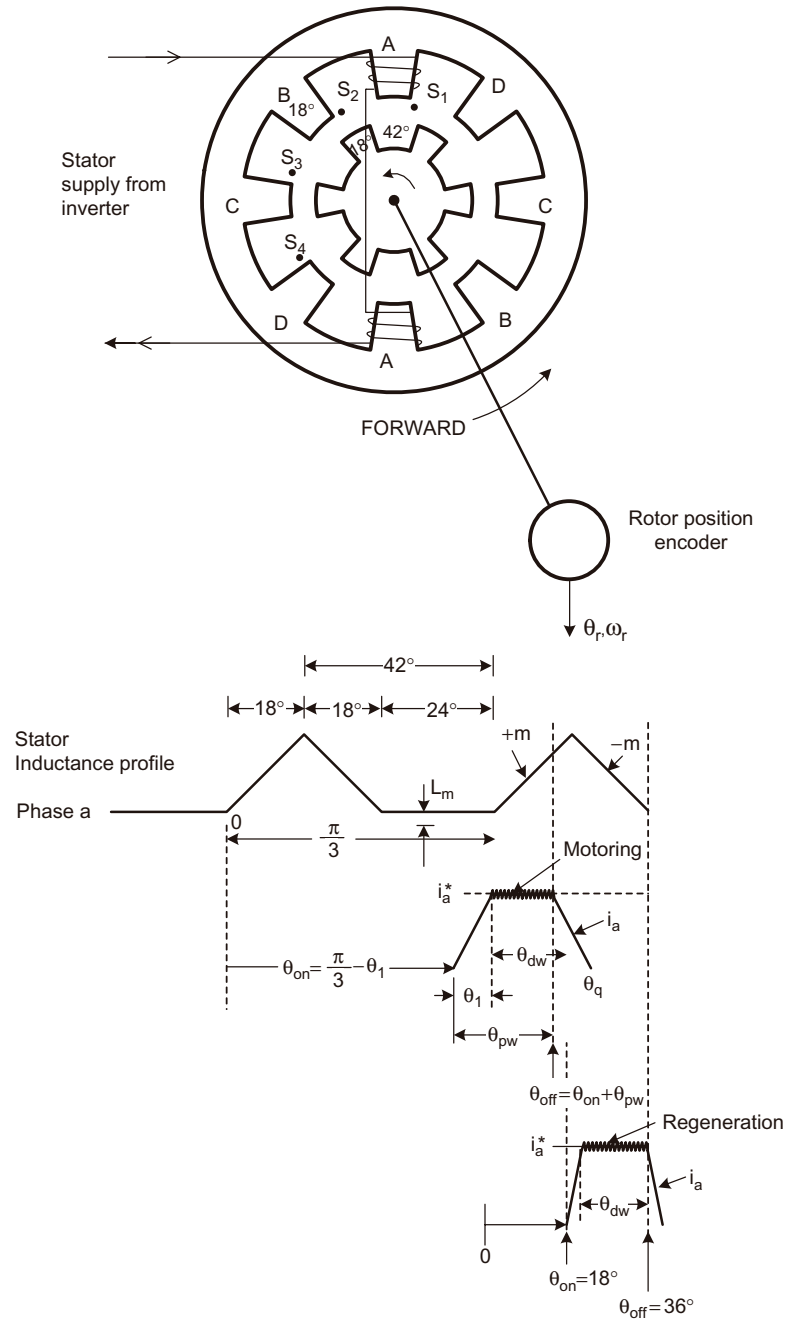 A
D
S₂
S₁
B
18°
42°
18°
S₃
Stator
supply from
inverter
C
C
S₄
D
B
A
FORWARD
Rotor position
encoder
θr,ωr
42°
18°
18°
24°
Stator
Inductance profile
+m
−m
Lm
Phase a
0
π/3
Motoring
ia*
ia
θon = π/3 − θ1
θdw
θ1
θq
θpw
θoff = θon + θpw
Regeneration
ia*
ia
θdw
0
θon = 18°
θoff = 36°